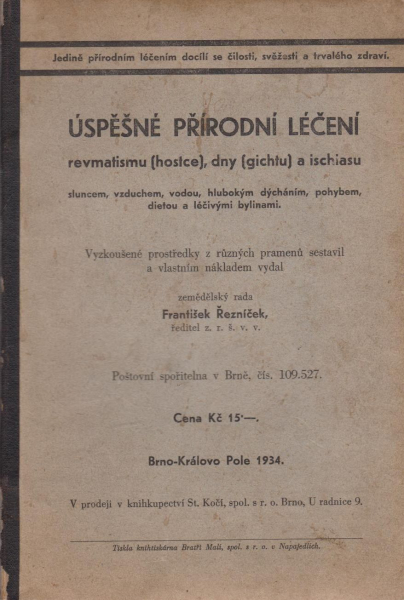 Jedině přírodním léčením docílí se čilosti, svěžesti a trvalého zdraví.
ÚSPĚŠNÉ PŘÍRODNÍ LÉČENÍ
revmatismu (hostce), dny (gichtu) a ischiasu
sluncem, vzduchem, vodou, hlubokým dýcháním, pohybem,
dietou a léčivými bylinami.
Vyzkoušené prostředky z různých pramenů sestavil
a vlastním nákladem vydal
zemědělský rada
František Řezníček,
ředitel z. r. š. v. v.
Poštovní spořitelna v Brně, čís. 109.527.
Cena Kč 15·—.
Brno-Královo Pole 1934.
V prodeji v knihkupectví St. Kočí, spol. s r. o. Brno, U radnice 9.
Tiskla knihtiskárna Bratří Malí, spol. s r. o. v Napajedlích.